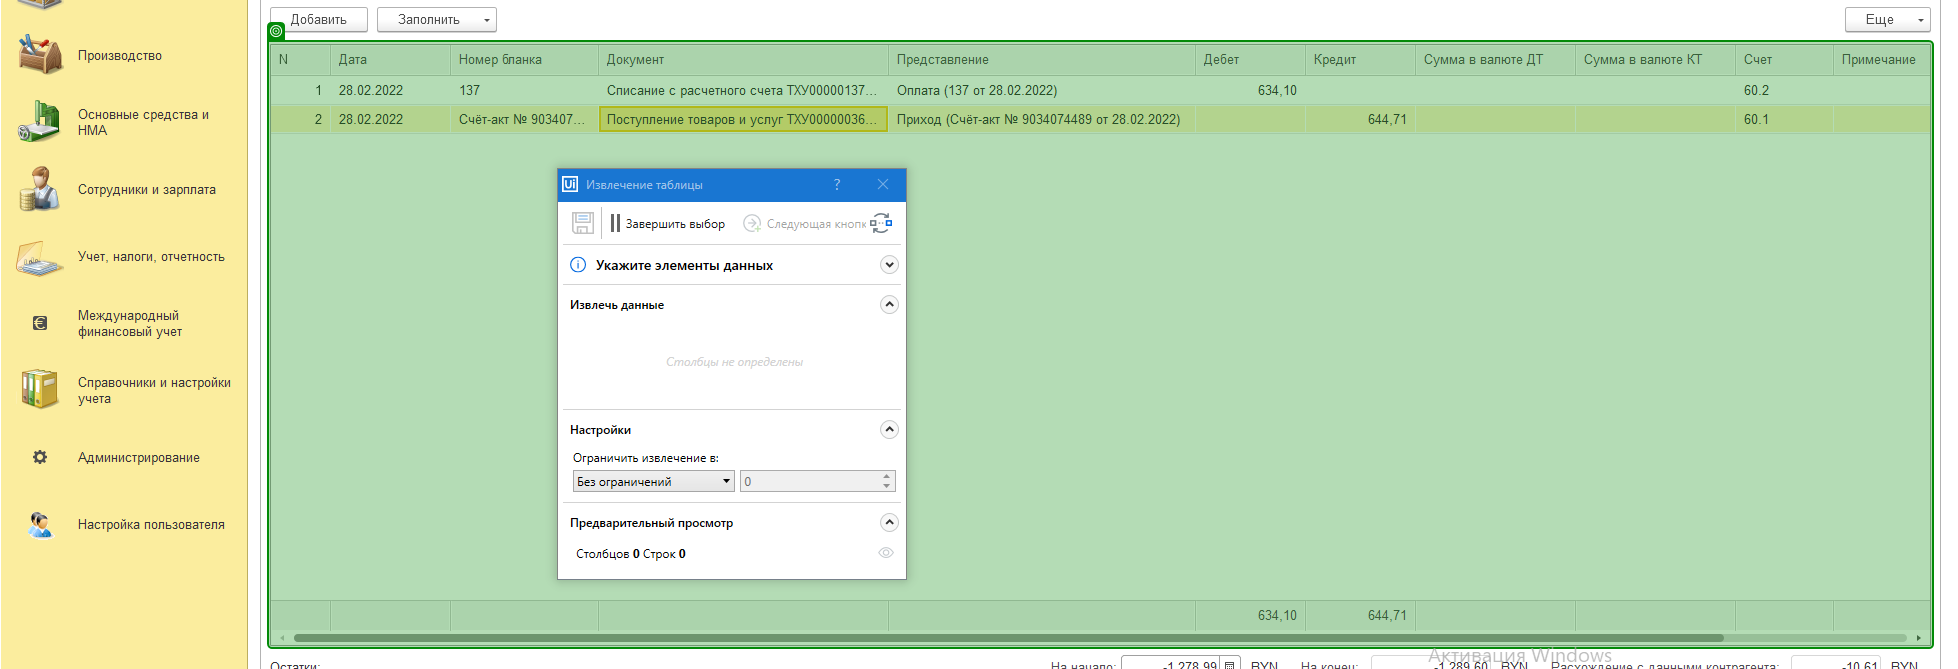 Добавить
Заполнить
Еще
Производство
Основные средства и
НМА
Сотрудники и зарплата
Учет, налоги, отчетность
Международный
финансовый учет
Справочники и настройки
учета
Администрирование
Настройка пользователя
N Дата Номер бланка Документ Представление Дебет Кредит Сумма в валюте ДТ Сумма в валюте КТ Счет Примечание
1 28.02.2022 137 Списание с расчетного счета ТХУ00000137... Оплата (137 от 28.02.2022) 634,10 60.2
2 28.02.2022 Счёт-акт № 903407... Поступление товаров и услуг ТХУ00000036... Приход (Счёт-акт № 9034074489 от 28.02.2022) 644,71 60.1
Ui Извлечение таблицы ?
Завершить выбор Следующая кнопк
Укажите элементы данных
Извлечь данные
Столбцы не определены
Настройки
Ограничить извлечение в:
Без ограничений 0
Предварительный просмотр
Столбцов 0 Строк 0
634,10 644,71
Активация Windows
Остатки: На начало: -1 278,99 BYN На конец: -1 289,60 BYN Расхождение с данными контрагента: -10,61 BYN